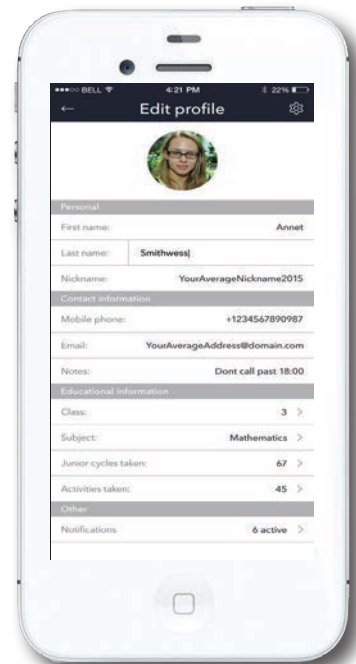 BELL 4:21 PM 22%
← Edit profile
Personal
First name: Annet
Last name: Smithwess
Nickname: YourAverageNickname2015
Contact information
Mobile phone: +1234567890987
Email: YourAverageAddress@domain.com
Notes: Dont call past 18:00
Educational information
Class: 3 >
Subject: Mathematics >
Junior cycles taken: 67 >
Activities taken: 45 >
Other
Notifications 6 active >